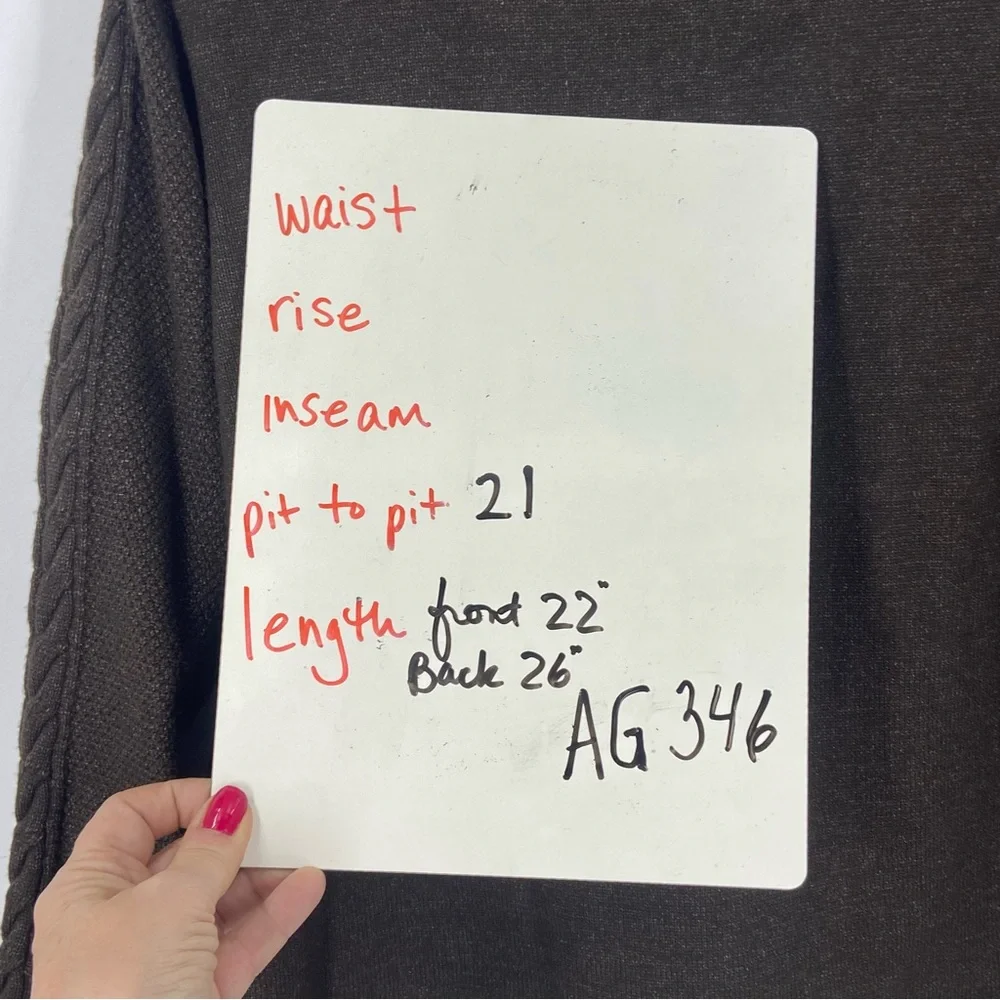 waist
rise
inseam
pit to pit 21
length front 22"
Back 26"
AG 346